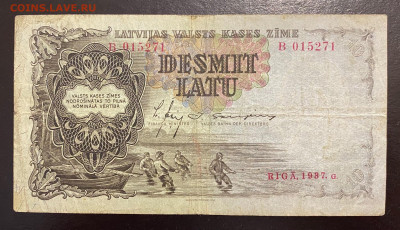 COINS.LAVE.RU
LATVIJAS VALSTS KASES ZĪME
B 015271 B 015271
DESMIT
LATU
VALSTS KASES ZĪMES
NODROŠINĀTAS TO PILNĀ
NOMINĀLĀ VĒRTĪBĀ
RIGĀ, 1937. G